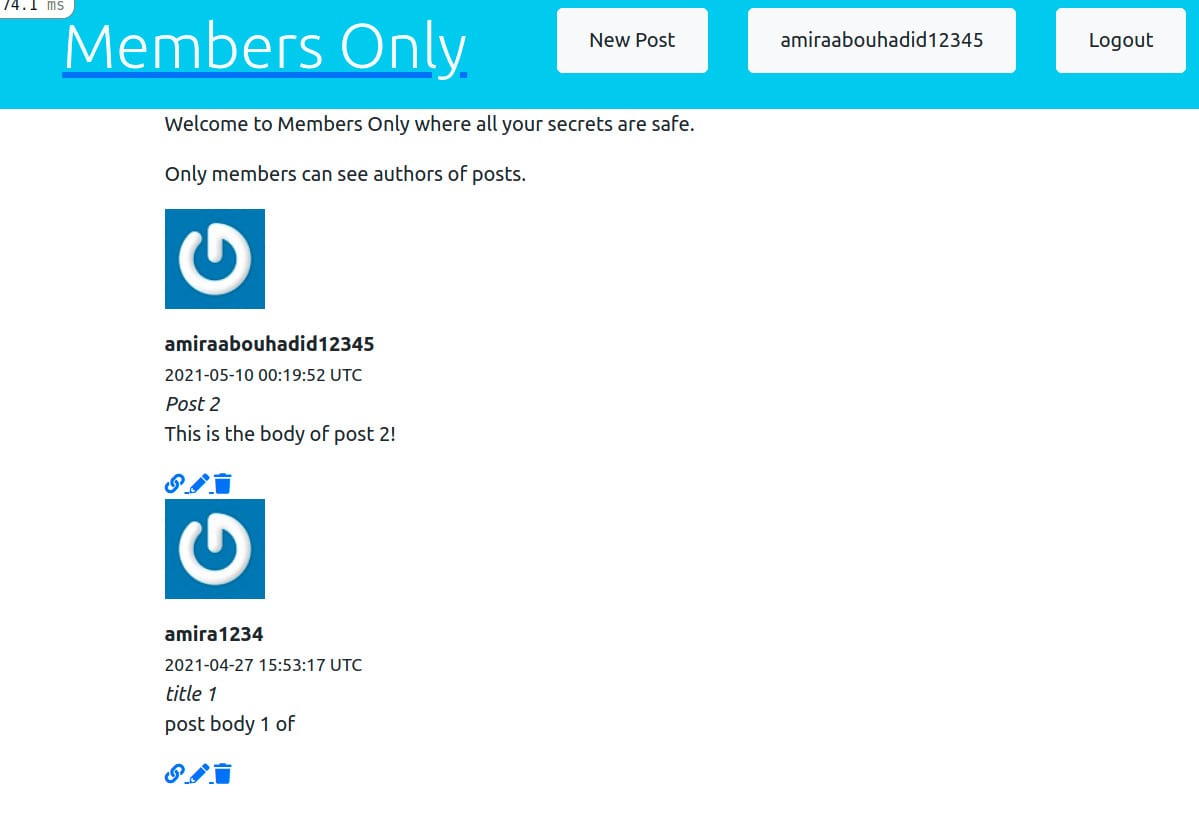 74.1 ms
Members Only
New Post
amiraabouhadid12345
Logout
Welcome to Members Only where all your secrets are safe.
Only members can see authors of posts.
amiraabouhadid12345
2021-05-10 00:19:52 UTC
Post 2
This is the body of post 2!
amira1234
2021-04-27 15:53:17 UTC
title 1
post body 1 of